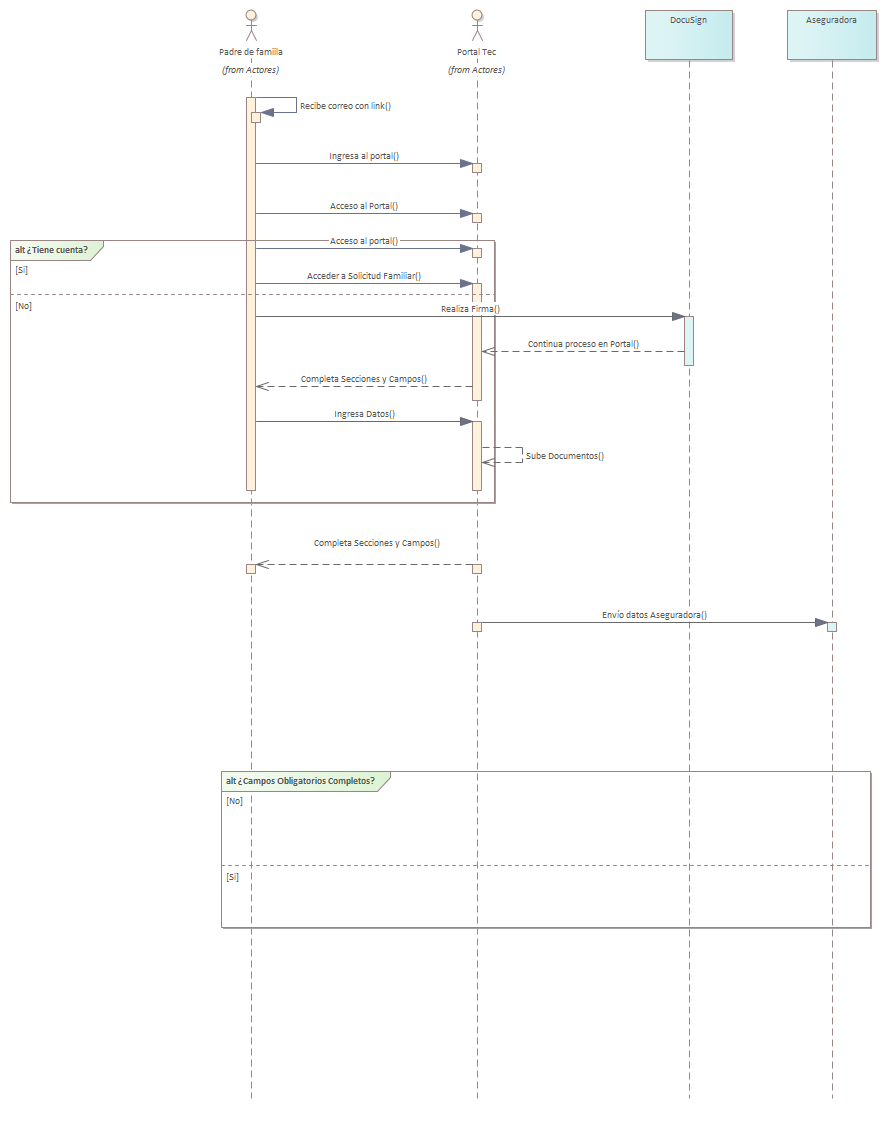 Padre de familia
(from Actores)
Portal Tec
(from Actores)
DocuSign
Aseguradora
Recibe correo con link()
Ingresa al portal()
Acceso al Portal()
Acceso al portal()
alt ¿Tiene cuenta?
[Si]
Acceder a Solicitud Familiar()
[No]
Realiza Firma()
Continua proceso en Portal()
Completa Secciones y Campos()
Ingresa Datos()
Sube Documentos()
Completa Secciones y Campos()
Envío datos Aseguradora()
alt ¿Campos Obligatorios Completos?
[No]
[Si]